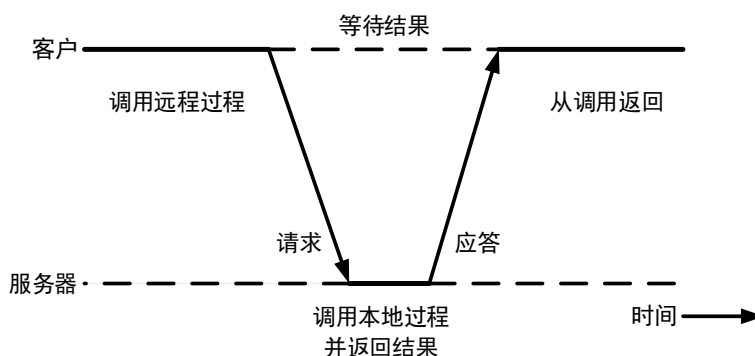 等待结果
客户
调用远程过程
从调用返回
请求
应答
服务器
调用本地过程
并返回结果
时间